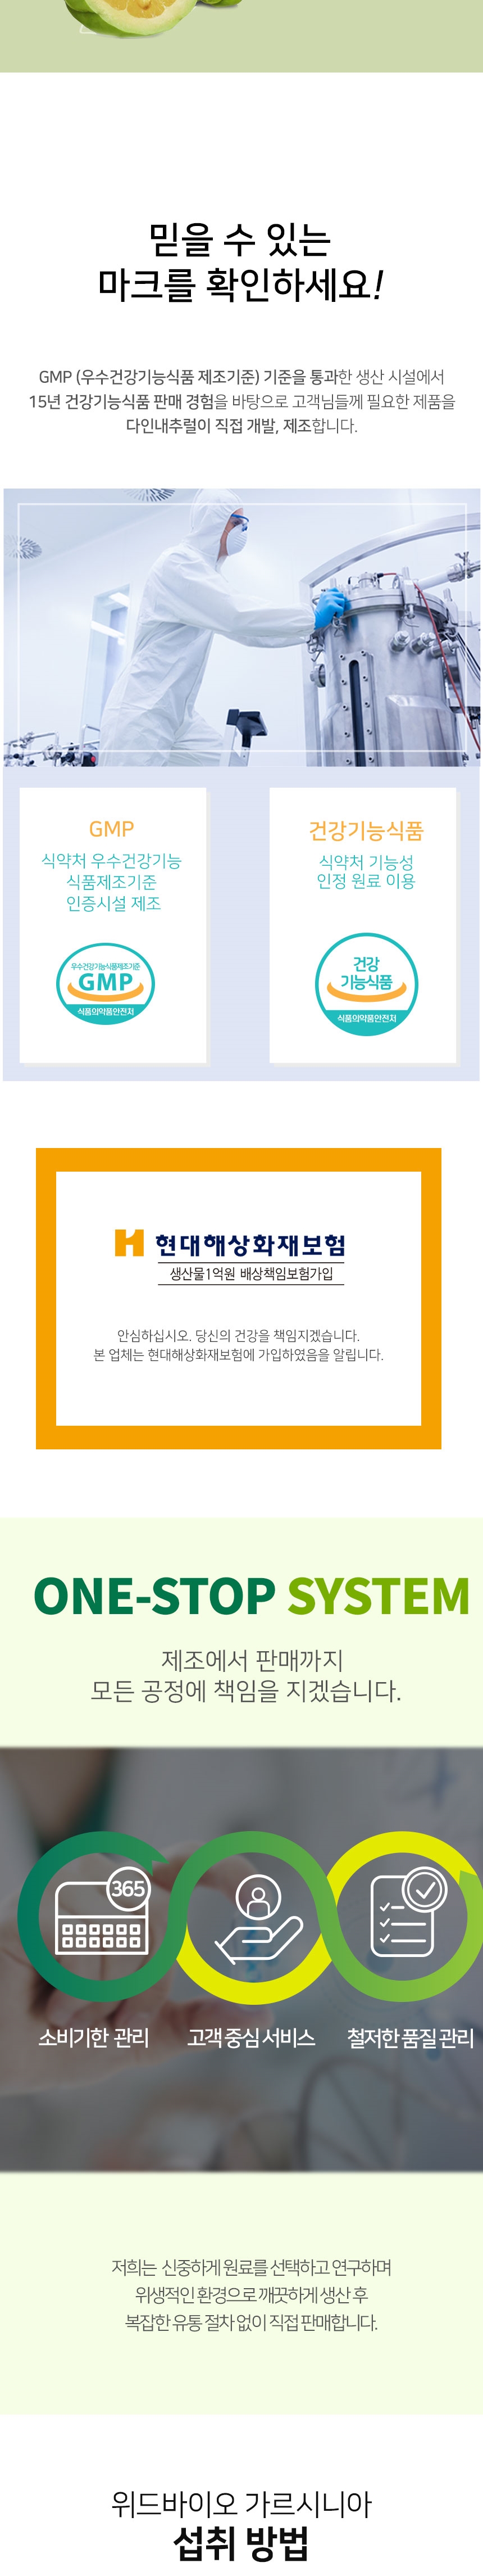 믿을 수 있는
마크를 확인하세요!
GMP (우수건강기능식품 제조기준) 기준을 통과한 생산 시설에서
15년 건강기능식품 판매 경험을 바탕으로 고객님들께 필요한 제품을
다인내추럴이 직접 개발, 제조합니다.
GMP
식약처 우수건강기능
식품제조기준
인증시설 제조
우수건강기능식품제조기준
GMP
식품의약품안전처
건강기능식품
식약처 기능성
인정 원료 이용
건강
기능식품
식품의약품안전처
현대해상화재보험
생산물1억원 배상책임보험가입
안심하십시오. 당신의 건강을 책임지겠습니다.
본 업체는 현대해상화재보험에 가입하였음을 알립니다.
ONE-STOP SYSTEM
제조에서 판매까지
모든 공정에 책임을 지겠습니다.
365
소비기한 관리
고객 중심 서비스
철저한 품질 관리
저희는 신중하게 원료를 선택하고 연구하며
위생적인 환경으로 깨끗하게 생산 후
복잡한 유통 절차 없이 직접 판매합니다.
위드바이오 가르시니아
섭취 방법